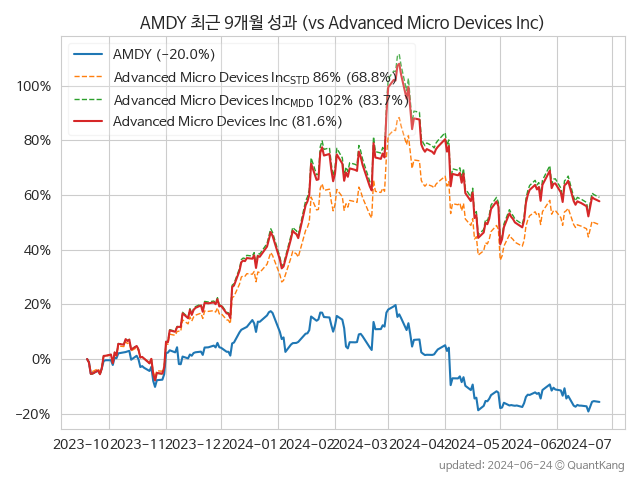 AMDY 최근 9개월 성과 (vs Advanced Micro Devices Inc)
AMDY (-20.0%)
Advanced Micro Devices IncSTD 86% (68.8%)
Advanced Micro Devices IncMDD 102% (83.7%)
Advanced Micro Devices Inc (81.6%)
100%
80%
60%
40%
20%
0%
-20%
2023-10 2023-11 2023-12 2024-01 2024-02 2024-03 2024-04 2024-05 2024-06 2024-07
updated: 2024-06-24 © QuantKang